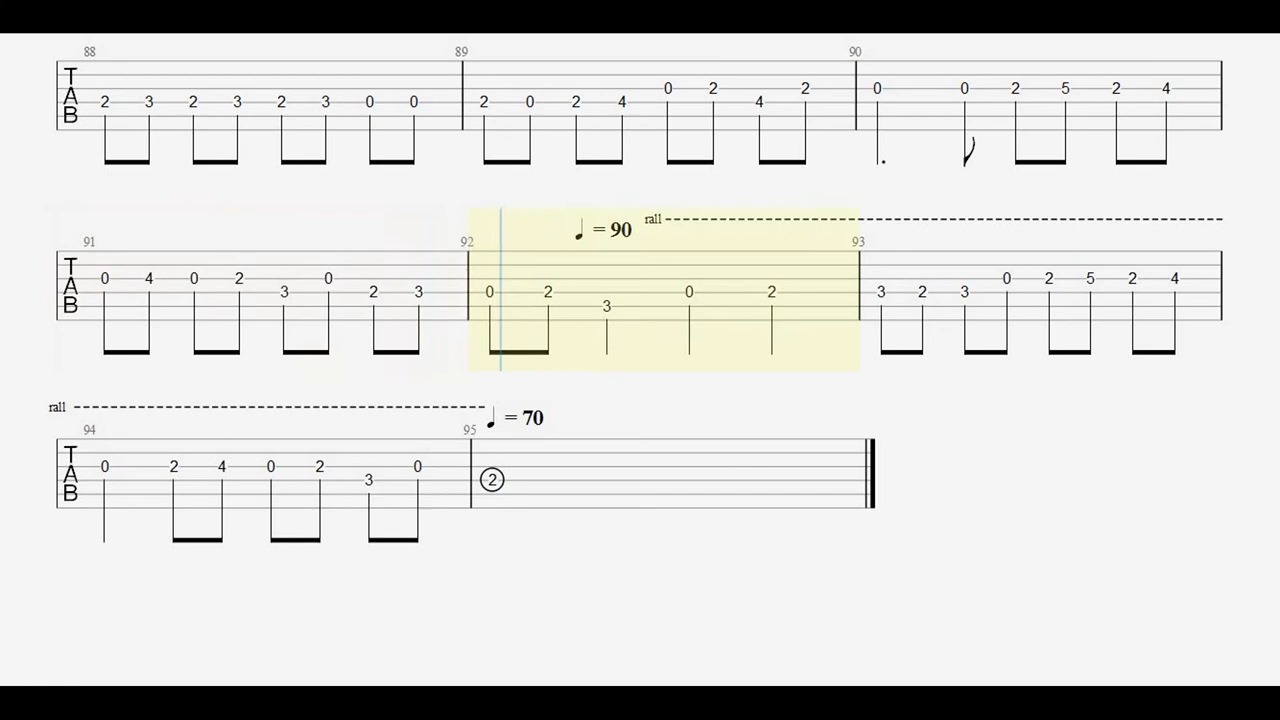 88 89 90
T A B 2 3 2 3 2 3 0 0 2 0 2 4 0 2 4 2 0 0 2 5 2 4
♩ = 90 rall
91 92 93
T A B 0 4 0 2 3 0 2 3 0 2 3 0 2 3 2 3 0 2 5 2 4
rall ♩ = 70
94 95
T A B 0 2 4 0 2 3 0 2